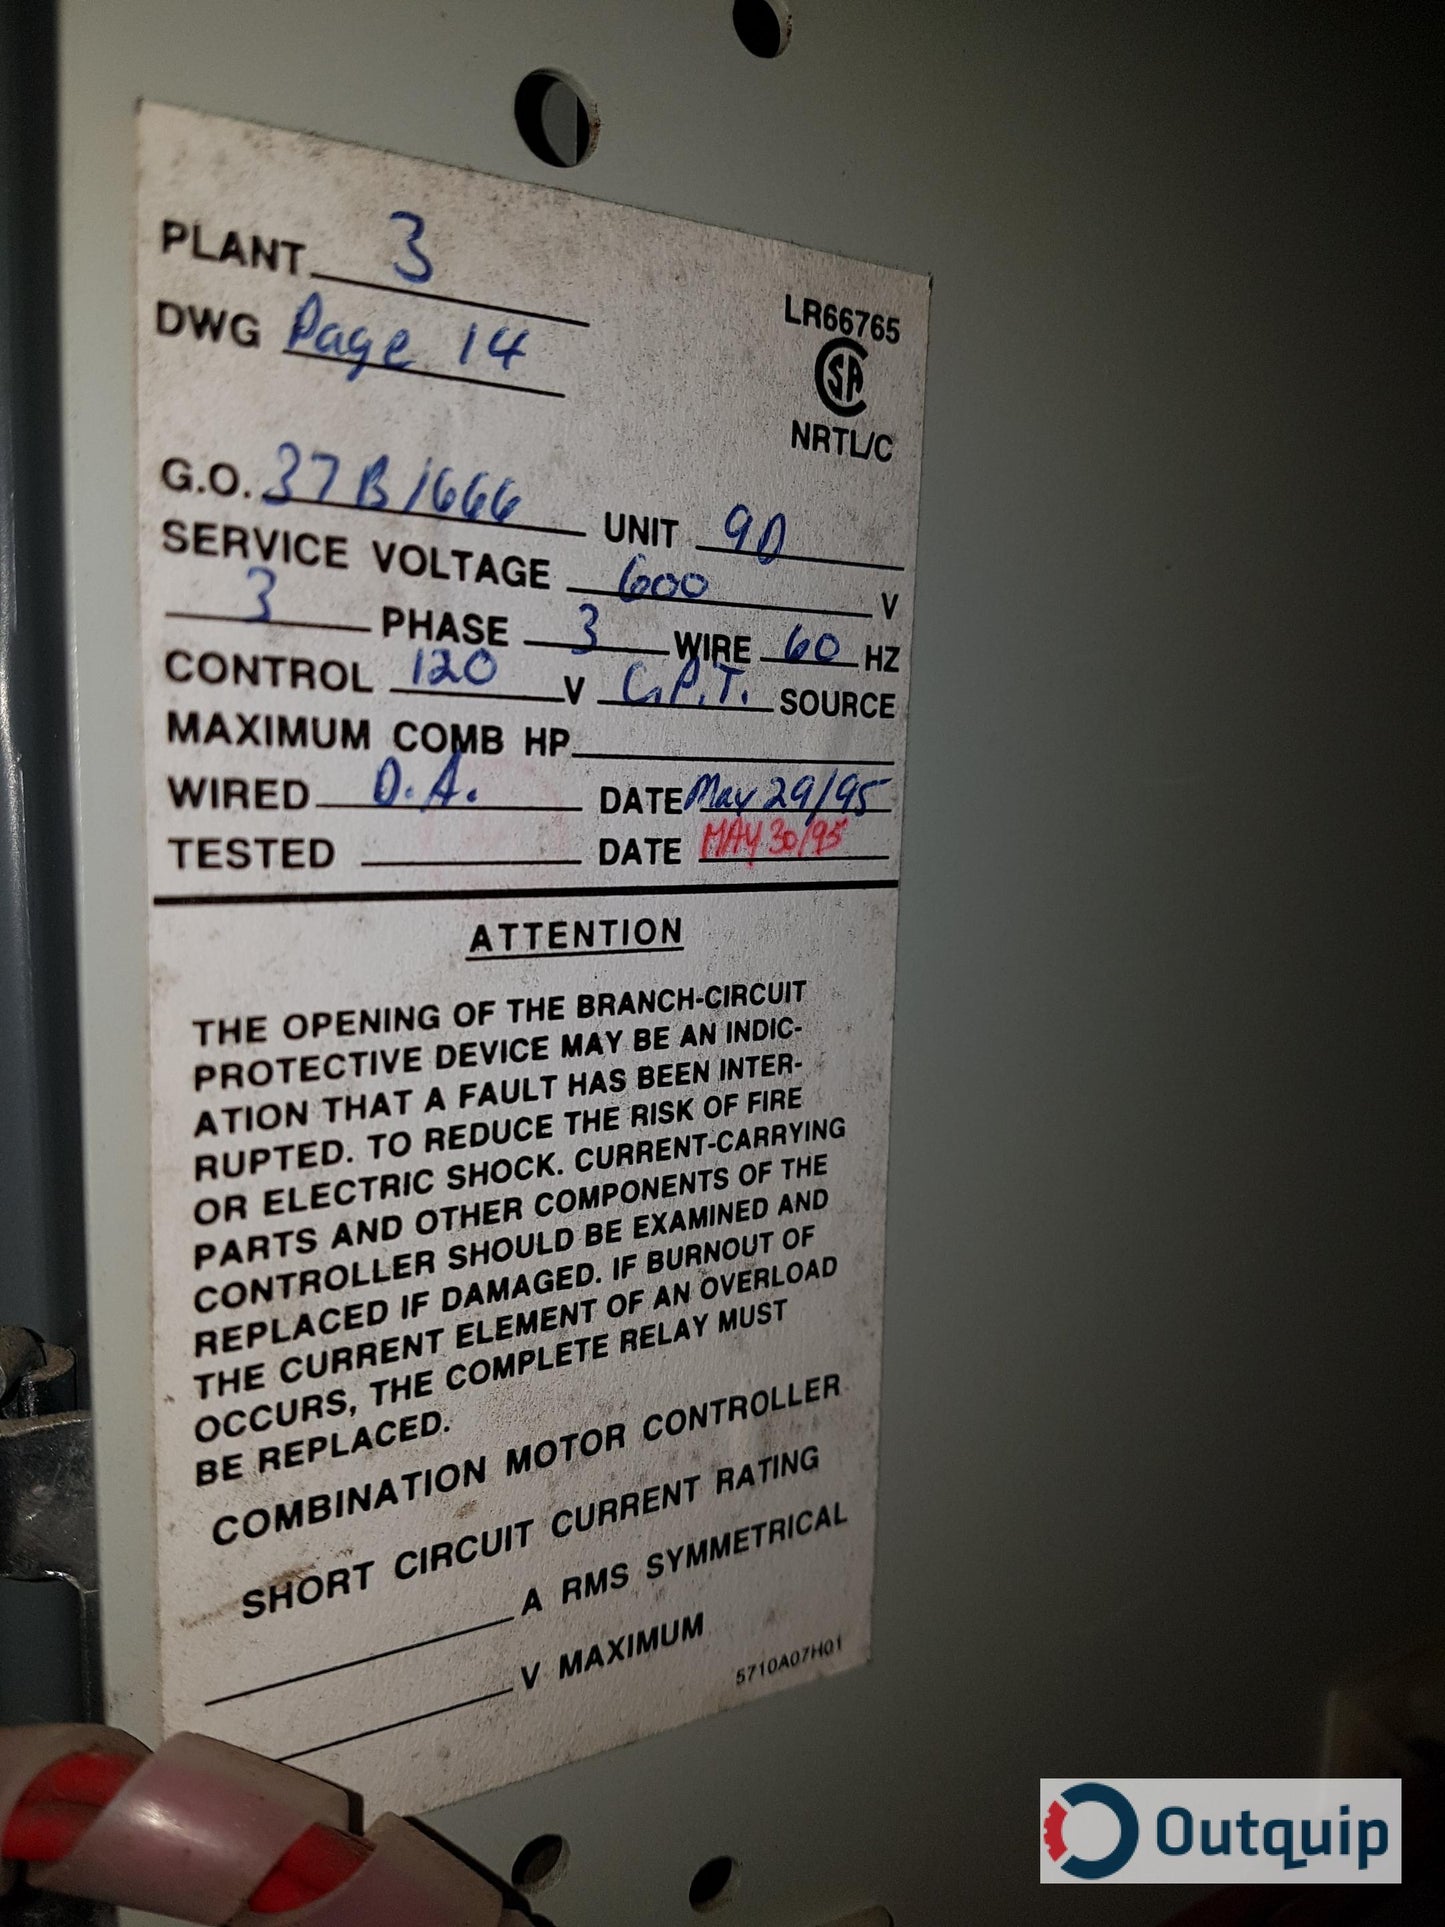 PLANT 3
DWG Page 14
LR66765
CSA
NRTL/C
G.O. 37B1666 UNIT 9D
SERVICE VOLTAGE 600 V
3 PHASE 3 WIRE 60 HZ
CONTROL 120 V C.P.T. SOURCE
MAXIMUM COMB HP
WIRED D.A. DATE May 29/95
TESTED DATE MAY 30/95
ATTENTION
THE OPENING OF THE BRANCH-CIRCUIT
PROTECTIVE DEVICE MAY BE AN INDIC-
ATION THAT A FAULT HAS BEEN INTER-
RUPTED. TO REDUCE THE RISK OF FIRE
OR ELECTRIC SHOCK. CURRENT-CARRYING
PARTS AND OTHER COMPONENTS OF THE
CONTROLLER SHOULD BE EXAMINED AND
REPLACED IF DAMAGED. IF BURNOUT OF
THE CURRENT ELEMENT OF AN OVERLOAD
OCCURS, THE COMPLETE RELAY MUST
BE REPLACED.
COMBINATION MOTOR CONTROLLER
SHORT CIRCUIT CURRENT RATING
A RMS SYMMETRICAL
V MAXIMUM
5710A07H01
Outquip